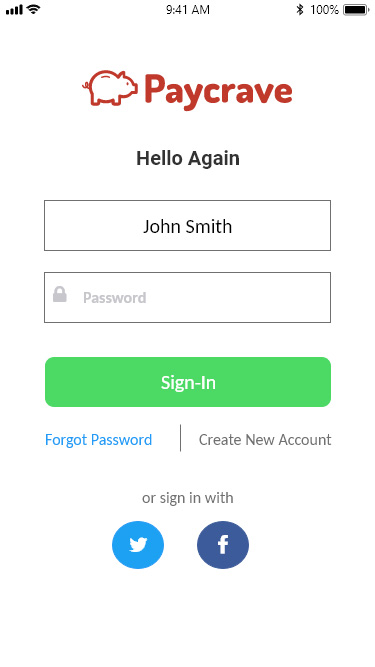 9:41 AM 100%
Paycrave
Hello Again
John Smith
Password
Sign-In
Forgot Password Create New Account
or sign in with